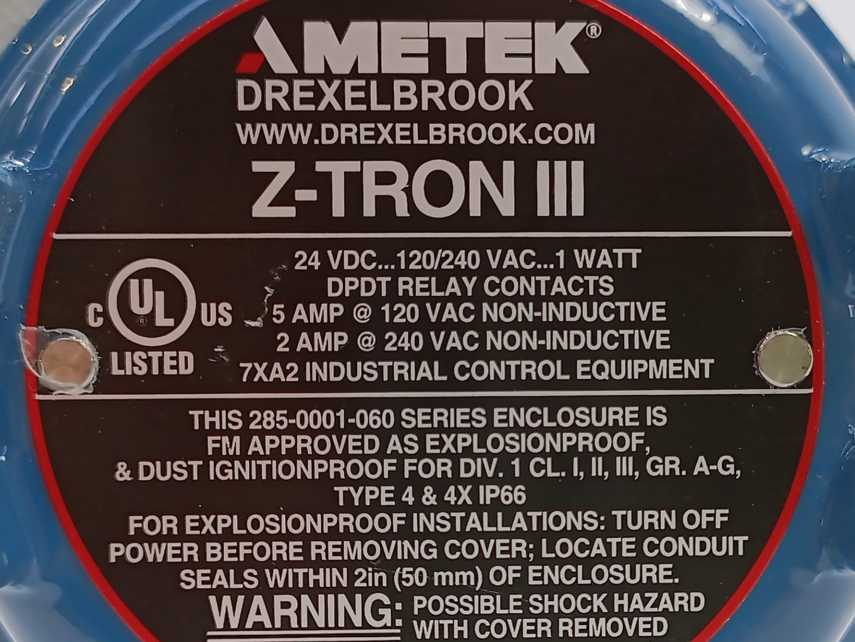 AMETEK®
DREXELBROOK
WWW.DREXELBROOK.COM
Z-TRON III
C UL® US
LISTED
24 VDC...120/240 VAC...1 WATT
DPDT RELAY CONTACTS
5 AMP @ 120 VAC NON-INDUCTIVE
2 AMP @ 240 VAC NON-INDUCTIVE
7XA2 INDUSTRIAL CONTROL EQUIPMENT
THIS 285-0001-060 SERIES ENCLOSURE IS
FM APPROVED AS EXPLOSIONPROOF,
& DUST IGNITIONPROOF FOR DIV. 1 CL. I, II, III, GR. A-G,
TYPE 4 & 4X IP66
FOR EXPLOSIONPROOF INSTALLATIONS: TURN OFF
POWER BEFORE REMOVING COVER; LOCATE CONDUIT
SEALS WITHIN 2in (50 mm) OF ENCLOSURE.
WARNING: POSSIBLE SHOCK HAZARD
WITH COVER REMOVED